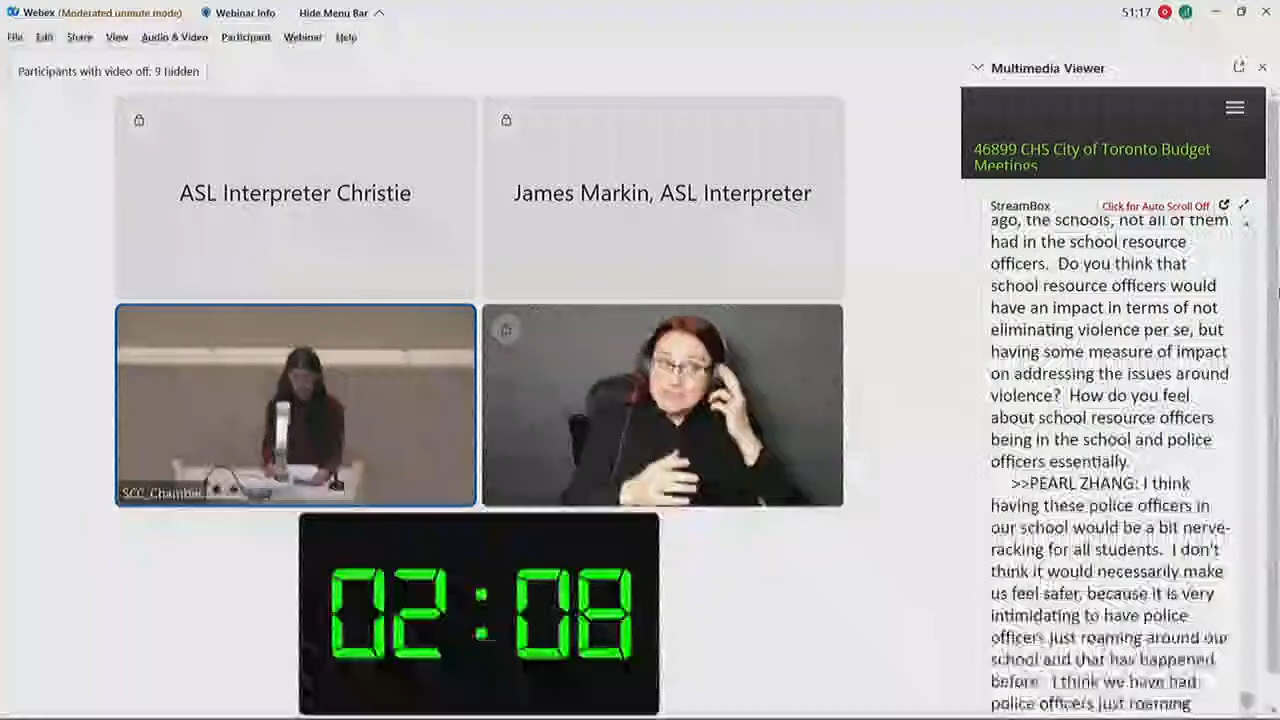 Webex (Moderated unmute mode) Webinar Info Hide Menu Bar 51:17
File Edit Share View Audio & Video Participant Webinar Help
Participants with video off: 9 hidden
ASL Interpreter Christie
James Markin, ASL Interpreter
SCC_Chamber
02:08
Multimedia Viewer
46899 CHS City of Toronto Budget
Meetings
StreamBox Click for Auto Scroll Off
ago, the schools, not all of them
had in the school resource
officers. Do you think that
school resource officers would
have an impact in terms of not
eliminating violence per se, but
having some measure of impact
on addressing the issues around
violence? How do you feel
about school resource officers
being in the school and police
officers essentially.
>>PEARL ZHANG: I think
having these police officers in
our school would be a bit nerve-
racking for all students. I don't
think it would necessarily make
us feel safer, because it is very
intimidating to have police
officers just roaming around our
school and that has happened
before. I think we have had
police officers just roaming